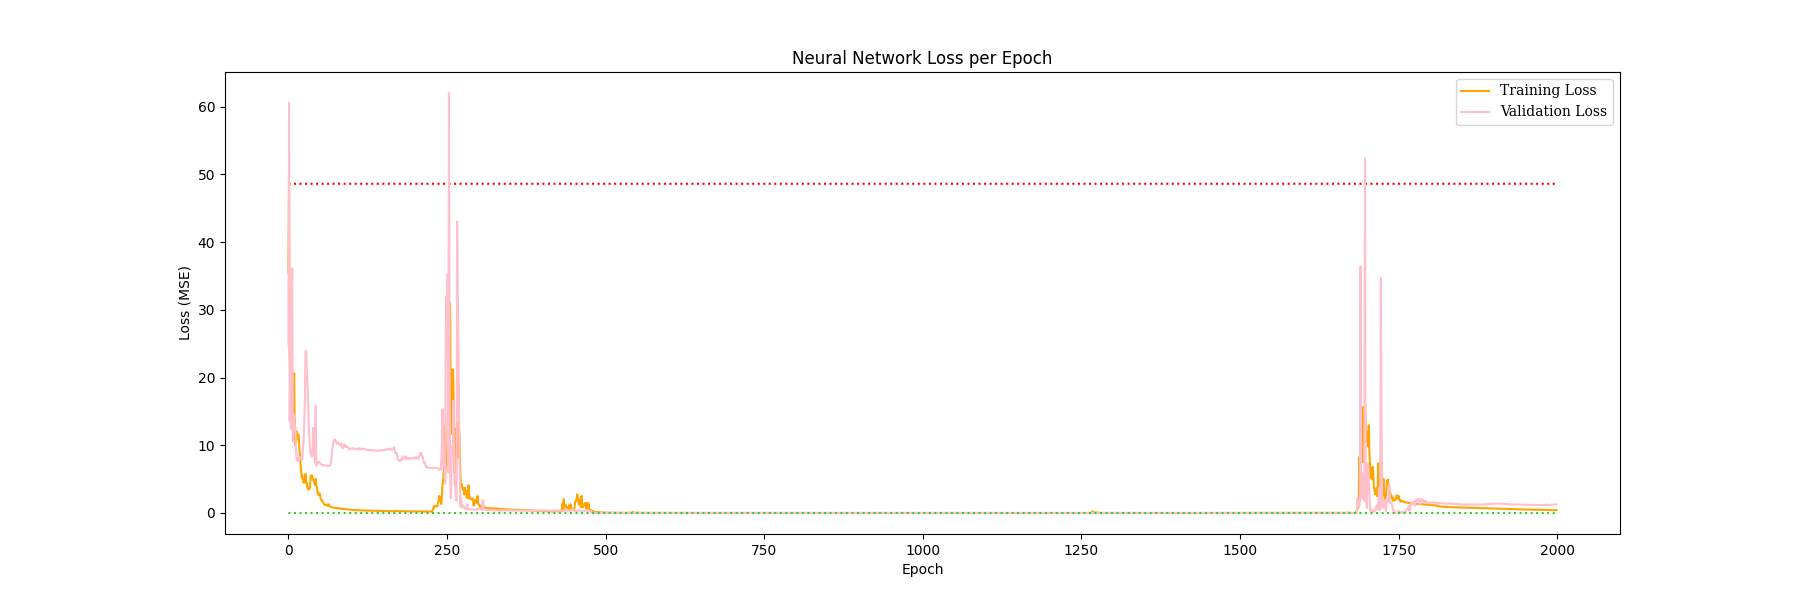 Neural Network Loss per Epoch
Training Loss
Validation Loss
60
50
40
30
20
10
0
Loss (MSE)
0 250 500 750 1000 1250 1500 1750 2000
Epoch